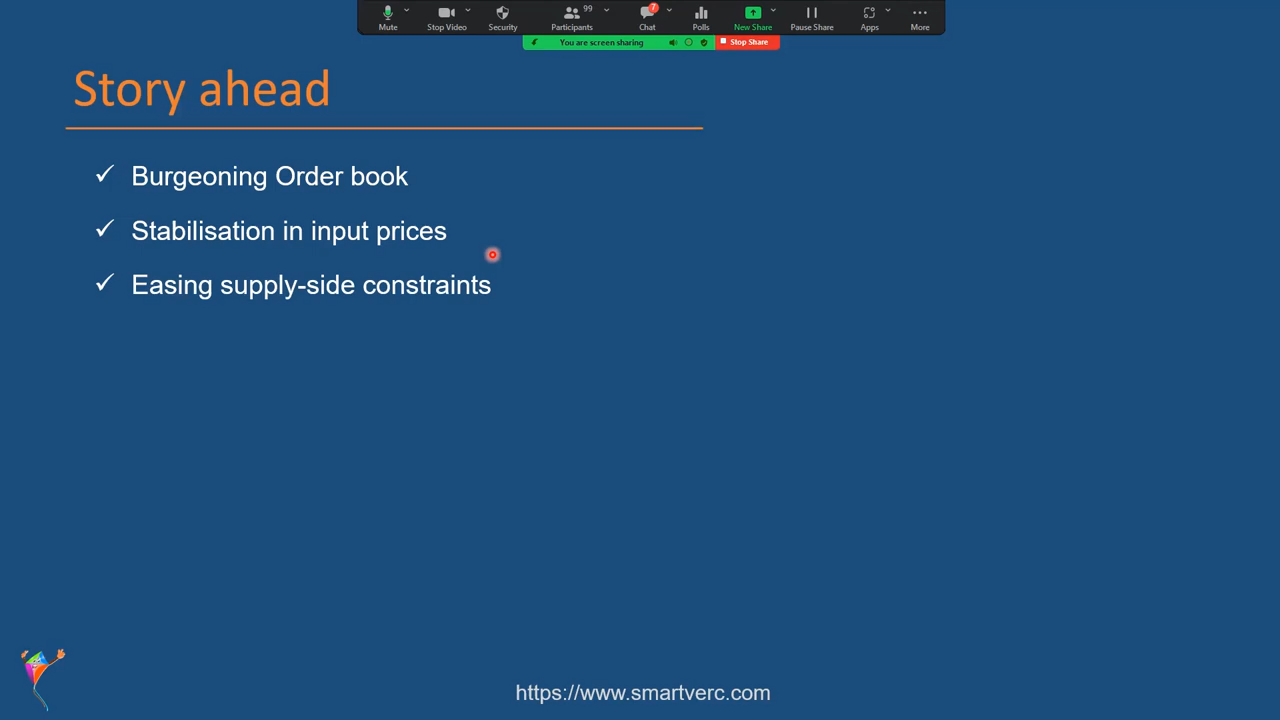 Mute
Stop Video
Security
99
Participants
7
Chat
Polls
New Share
Pause Share
Apps
More
You are screen sharing
Stop Share
Story ahead
✓ Burgeoning Order book
✓ Stabilisation in input prices
✓ Easing supply-side constraints
https://www.smartverc.com